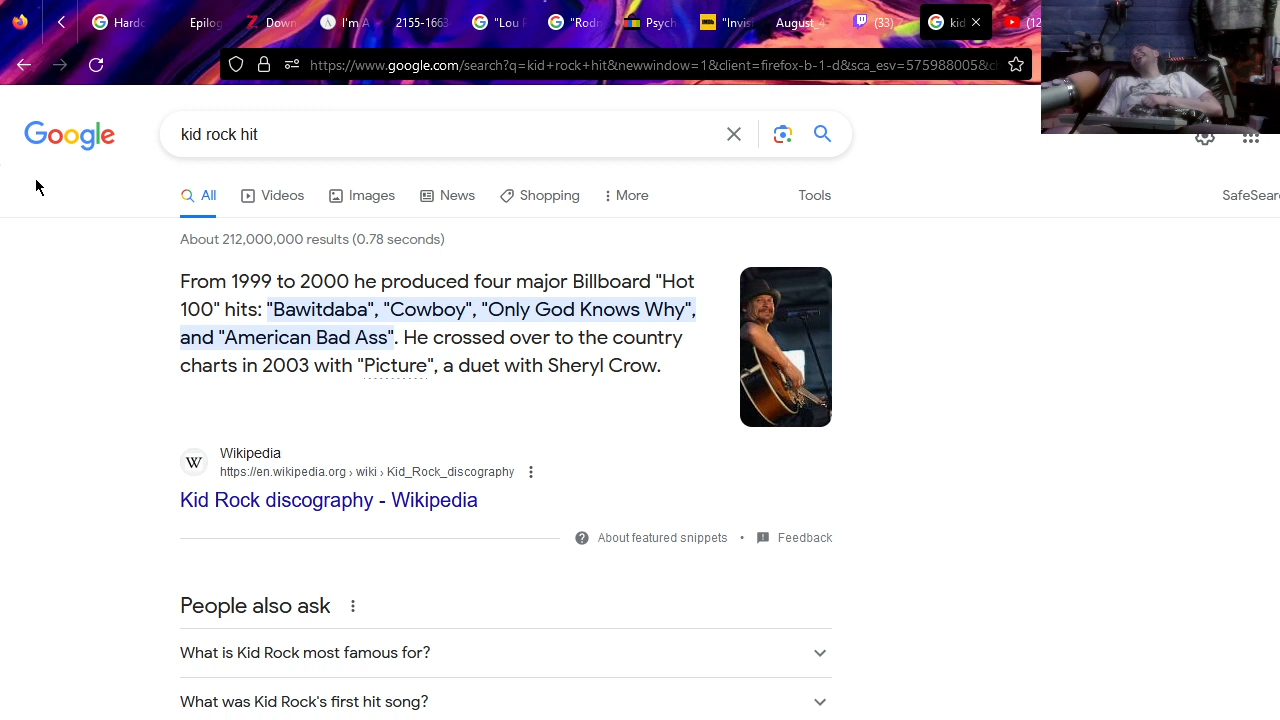 Hardc
Epilog
Down
I'm A
2155-1663
"Lou F
"Rodn
Psych
"Invis
August_4
(33)
kid
(12
https://www.google.com/search?q=kid+rock+hit&newwindow=1&client=firefox-b-1-d&sca_esv=575988005&
Google
kid rock hit
All
Videos
Images
News
Shopping
More
Tools
SafeSear
About 212,000,000 results (0.78 seconds)
From 1999 to 2000 he produced four major Billboard "Hot
100" hits: "Bawitdaba", "Cowboy", "Only God Knows Why",
and "American Bad Ass". He crossed over to the country
charts in 2003 with "Picture", a duet with Sheryl Crow.
W
Wikipedia
https://en.wikipedia.org › wiki › Kid_Rock_discography
Kid Rock discography - Wikipedia
About featured snippets • Feedback
People also ask
What is Kid Rock most famous for?
What was Kid Rock's first hit song?